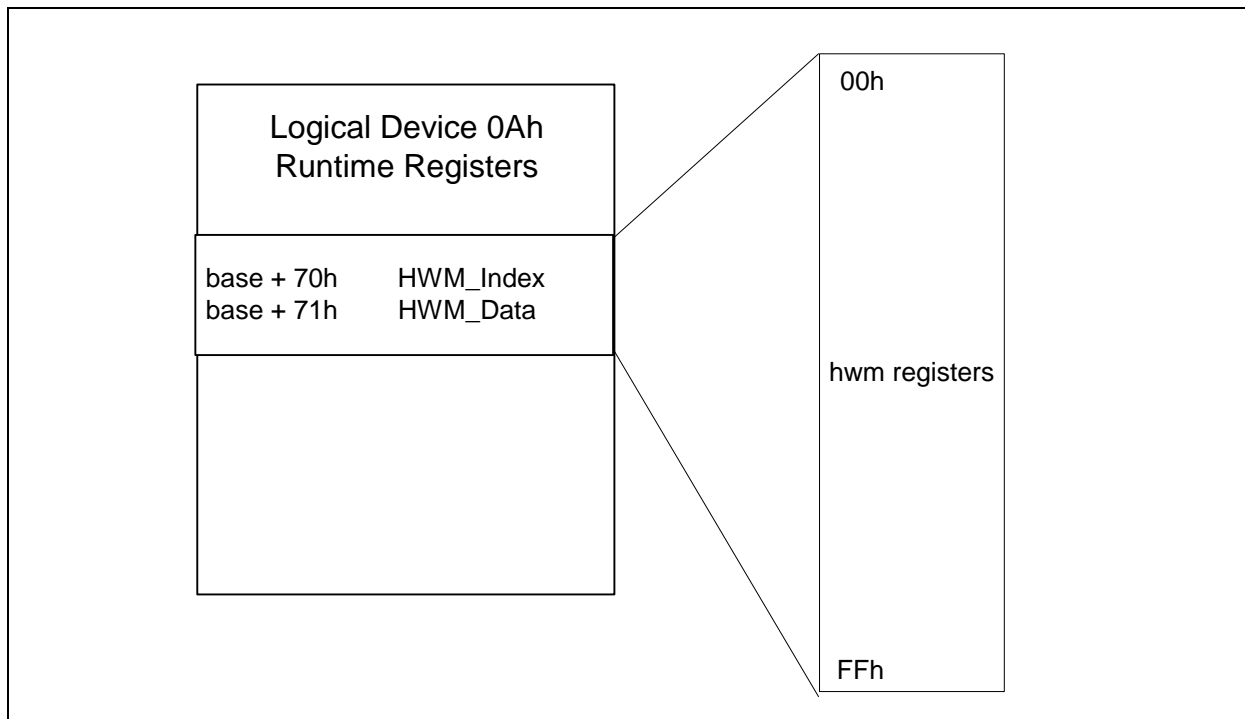 Logical Device 0Ah
Runtime Registers
base + 70h HWM_Index
base + 71h HWM_Data
00h
hwm registers
FFh